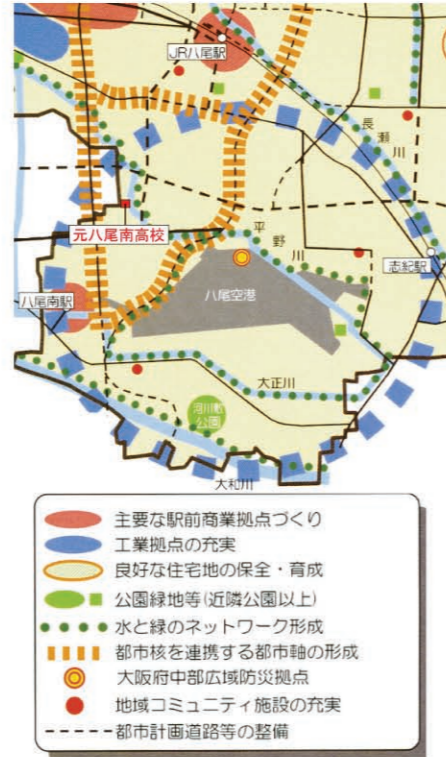 JR八尾駅
長瀬川
元八尾南高校
平野川
志紀駅
八尾南駅
八尾空港
大正川
河川敷
公園
大和川
主要な駅前商業拠点づくり
工業拠点の充実
良好な住宅地の保全・育成
公園緑地等(近隣公園以上)
水と緑のネットワーク形成
都市核を連携する都市軸の形成
大阪府中部広域防災拠点
地域コミュニティ施設の充実
都市計画道路等の整備